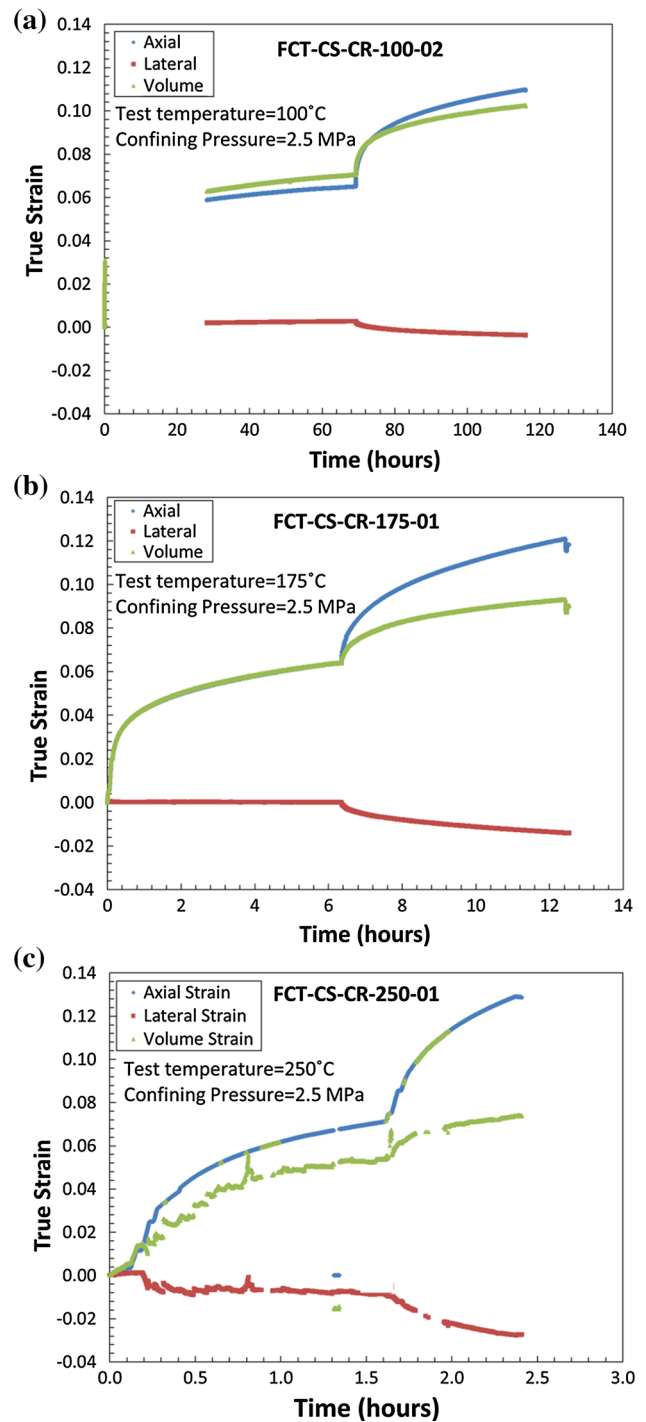 (a)
0.14
0.12
0.10
0.08
0.06
0.04
0.02
0.00
-0.02
-0.04
True Strain
Axial
Lateral
Volume
FCT-CS-CR-100-02
Test temperature=100˚C
Confining Pressure=2.5 MPa
0 20 40 60 80 100 120 140
Time (hours)
(b)
0.14
0.12
0.10
0.08
0.06
0.04
0.02
0.00
-0.02
-0.04
True Strain
Axial
Lateral
Volume
FCT-CS-CR-175-01
Test temperature=175˚C
Confining Pressure=2.5 MPa
0 2 4 6 8 10 12 14
Time (hours)
(c)
0.14
0.12
0.10
0.08
0.06
0.04
0.02
0.00
-0.02
-0.04
True Strain
Axial Strain
Lateral Strain
Volume Strain
FCT-CS-CR-250-01
Test temperature=250˚C
Confining Pressure=2.5 MPa
0.0 0.5 1.0 1.5 2.0 2.5 3.0
Time (hours)